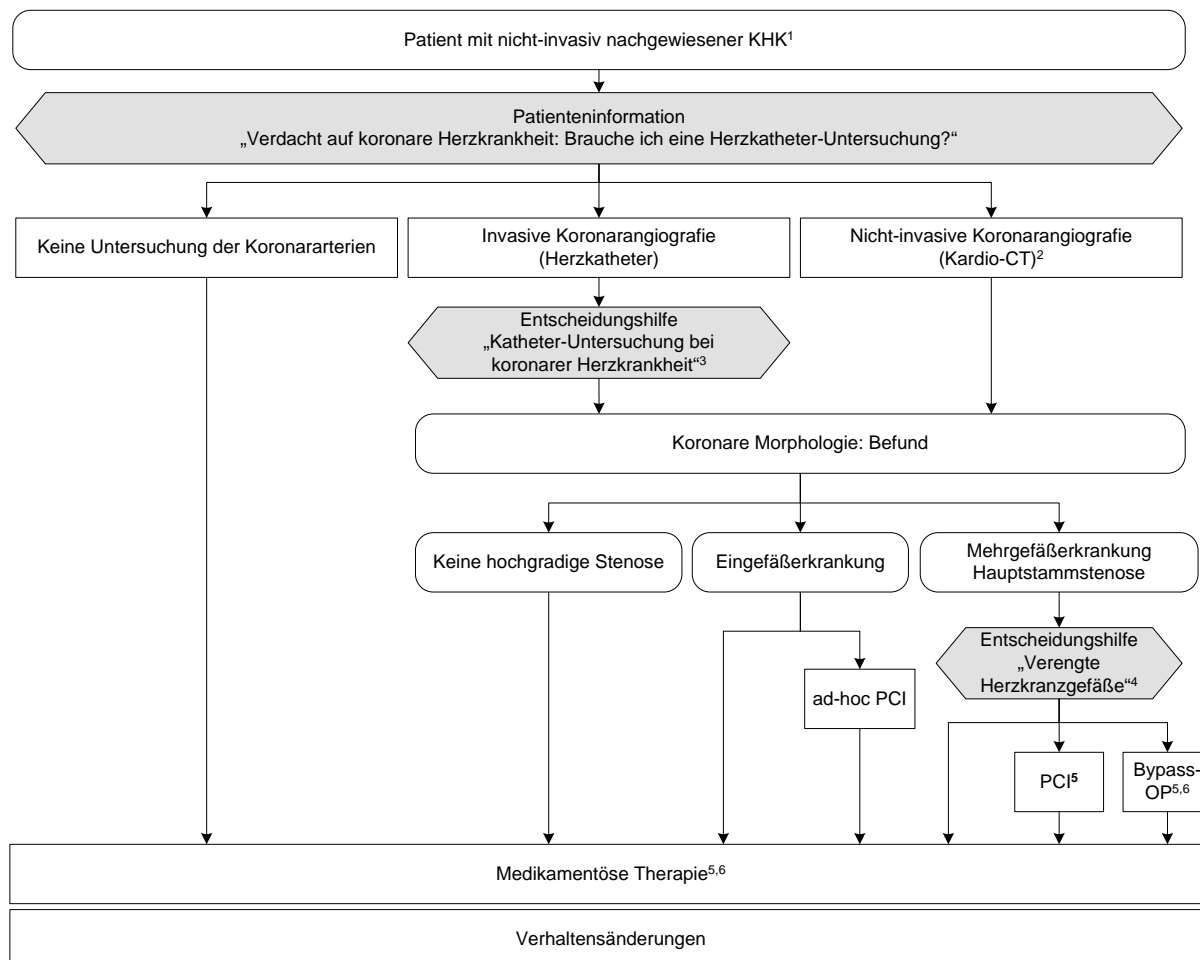 Patient mit nicht-invasiv nachgewiesener KHK¹
Patienteninformation
„Verdacht auf koronare Herzkrankheit: Brauche ich eine Herzkatheter-Untersuchung?“
Keine Untersuchung der Koronararterien
Invasive Koronarangiografie
(Herzkatheter)
Nicht-invasive Koronarangiografie
(Kardio-CT)²
Entscheidungshilfe
„Katheter-Untersuchung bei
koronarer Herzkrankheit“³
Koronare Morphologie: Befund
Keine hochgradige Stenose
Eingefäßerkrankung
Mehrgefäßerkrankung
Hauptstammstenose
Entscheidungshilfe
„Verengte
Herzkranzgefäße“⁴
ad-hoc PCI
PCI⁵
Bypass-
OP⁵,⁶
Medikamentöse Therapie⁵,⁶
Verhaltensänderungen